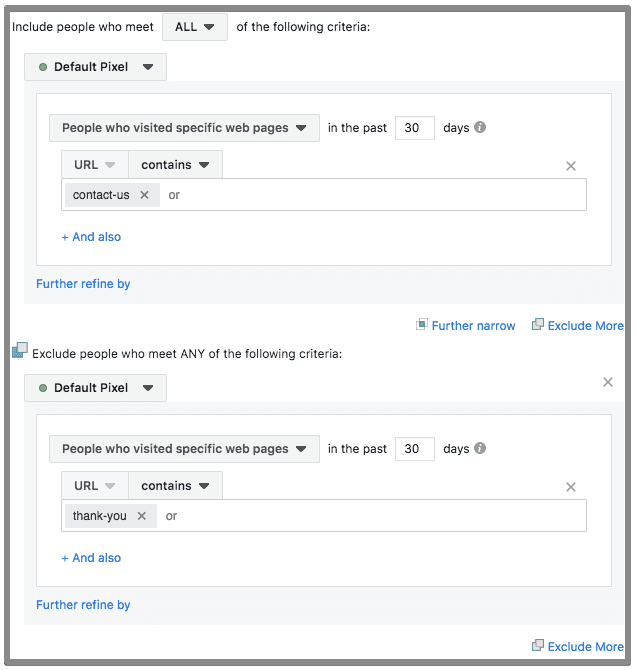 Include people who meet ALL of the following criteria:
Default Pixel
People who visited specific web pages in the past 30 days
URL contains
contact-us or
+ And also
Further refine by
Further narrow Exclude More
Exclude people who meet ANY of the following criteria:
Default Pixel
People who visited specific web pages in the past 30 days
URL contains
thank-you or
+ And also
Further refine by
Exclude More